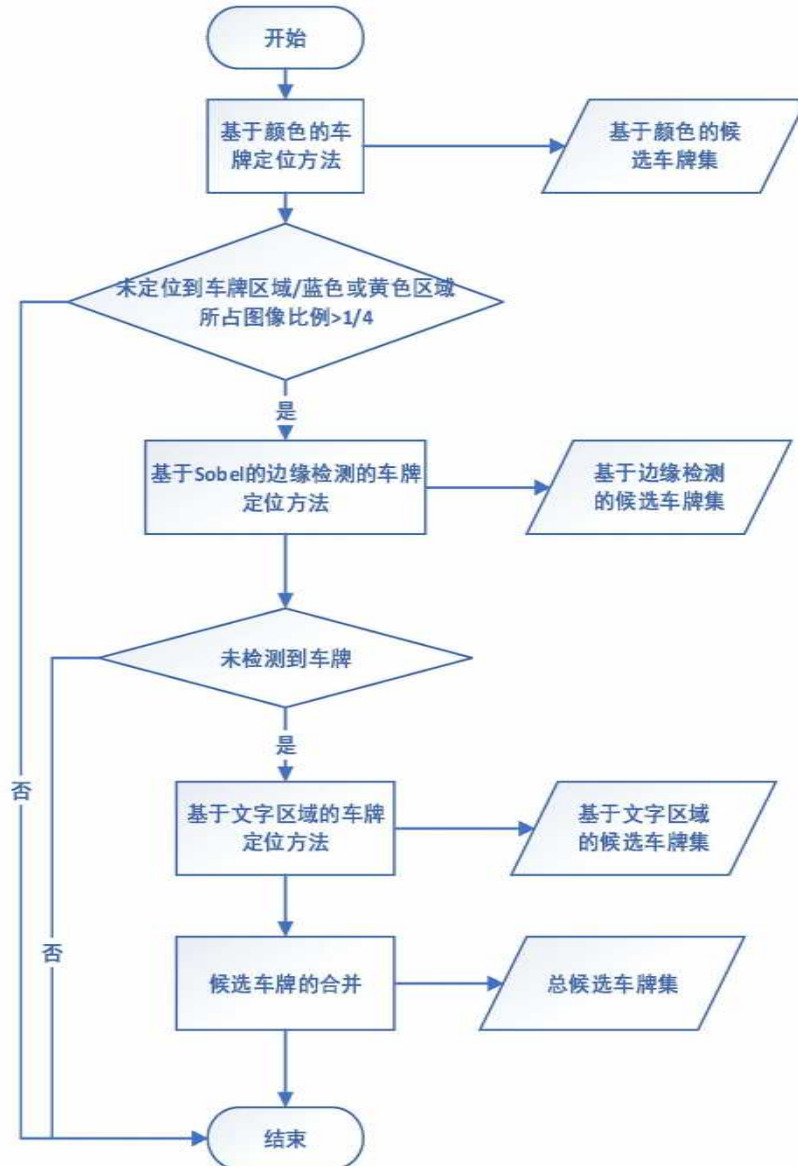 开始
基于颜色的车
牌定位方法
基于颜色的候
选车牌集
未定位到车牌区域/蓝色或黄色区域
所占图像比例>1/4
是
基于Sobel的边缘检测的车牌
定位方法
基于边缘检测
的候选车牌集
未检测到车牌
是
否
基于文字区域的车牌
定位方法
基于文字区域
的候选车牌集
否
候选车牌的合并
总候选车牌集
结束